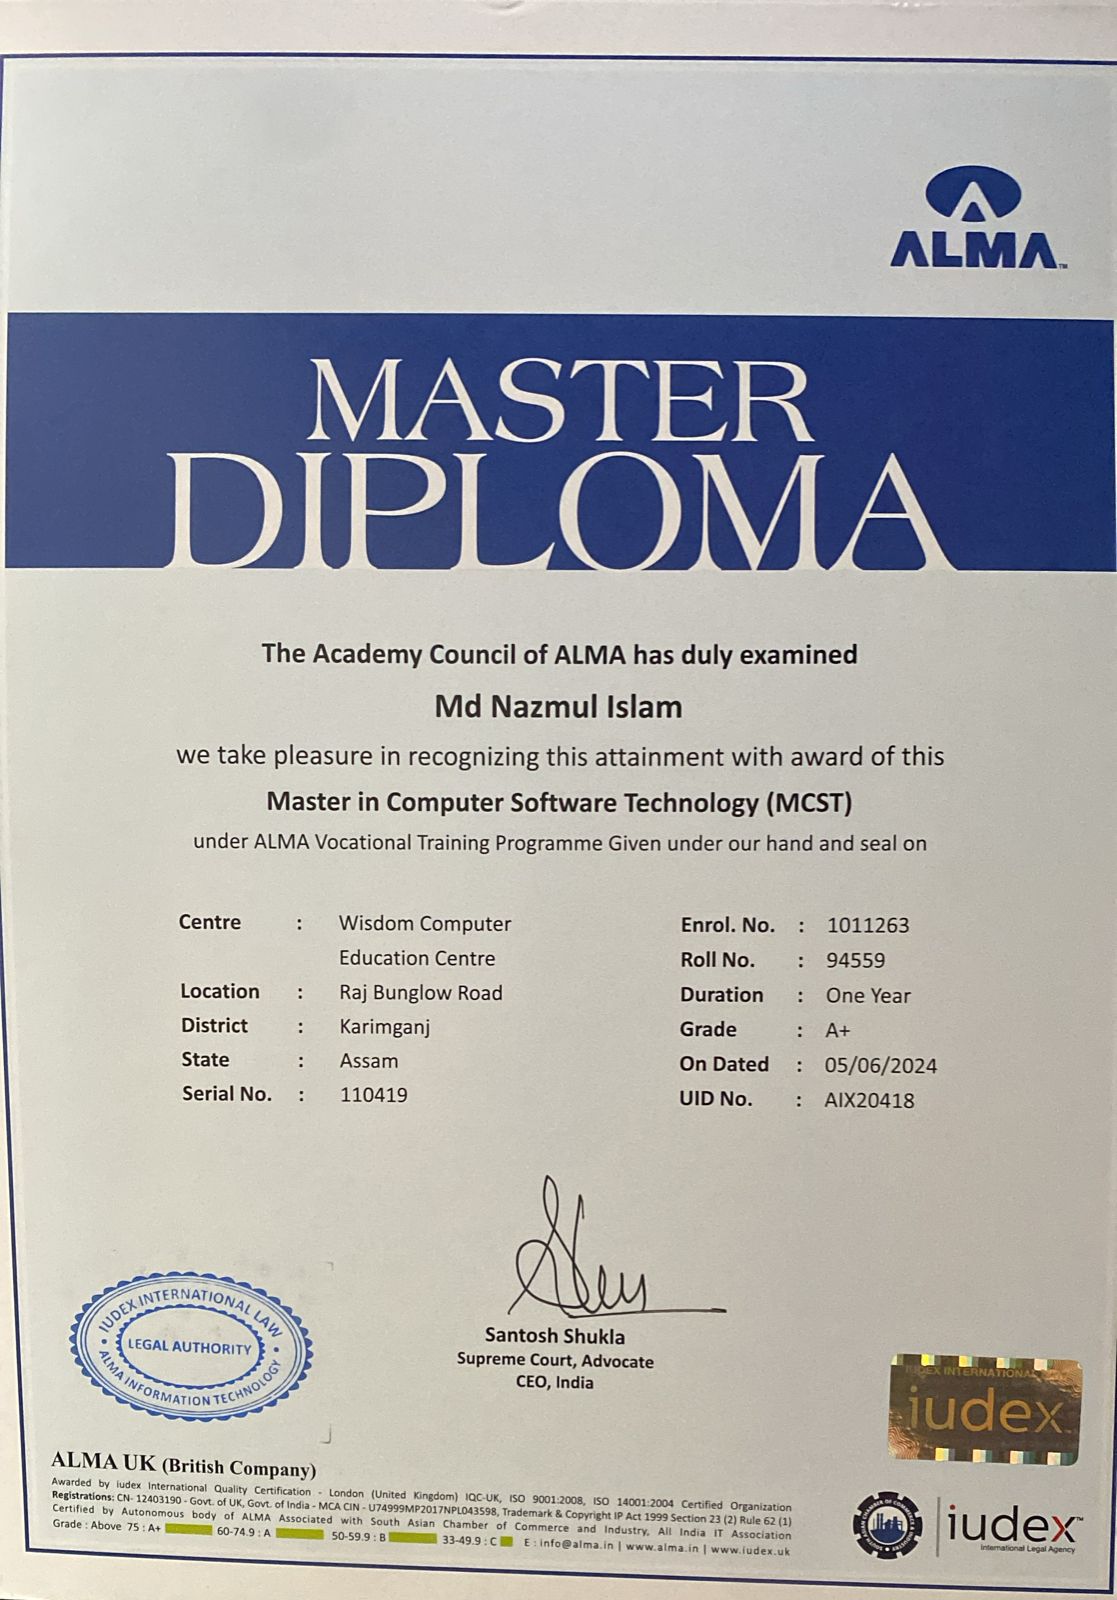 ALMA™
MASTER
DIPLOMA
The Academy Council of ALMA has duly examined
Md Nazmul Islam
we take pleasure in recognizing this attainment with award of this
Master in Computer Software Technology (MCST)
under ALMA Vocational Training Programme Given under our hand and seal on
Centre : Wisdom Computer
Education Centre
Location : Raj Bunglow Road
District : Karimganj
State : Assam
Serial No. : 110419
Enrol. No. : 1011263
Roll No. : 94559
Duration : One Year
Grade : A+
On Dated : 05/06/2024
UID No. : AIX20418
Santosh Shukla
Supreme Court, Advocate
CEO, India
IUDEX INTERNATIONAL LAW
LEGAL AUTHORITY
ALMA INFORMATION TECHNOLOGY
IUDEX INTERNATIONAL
iudex
ALMA UK (British Company)
Awarded by iudex International Quality Certification - London (United Kingdom) IQC-UK, ISO 9001:2008, ISO 14001:2004 Certified Organization
Registrations: CN- 12403190 - Govt. of UK, Govt. of India - MCA CIN - U74999MP2017NPL043598, Trademark & Copyright IP Act 1999 Section 23 (2) Rule 62 (1)
Certified by Autonomous body of ALMA Associated with South Asian Chamber of Commerce and Industry, All India IT Association
Grade : Above 75 : A+ 60-74.9 : A 50-59.9 : B 33-49.9 : C E : info@alma.in | www.alma.in | www.iudex.uk
iudex™
International Legal Agency